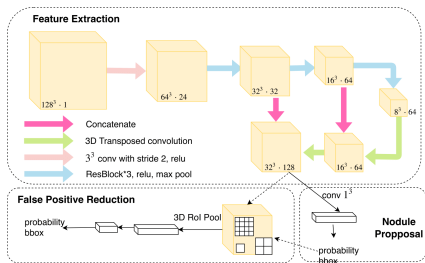 Feature Extraction
128³ · 1
64³ · 24
32³ · 32
16³ · 64
8³ · 64
Concatenate
3D Transposed convolution
3³ conv with stride 2, relu
ResBlock*3, relu, max pool
32³ · 128
16³ · 64
False Positive Reduction
3D RoI Pool
probability
bbox
conv 1³
Nodule
Propposal
probability
bbox